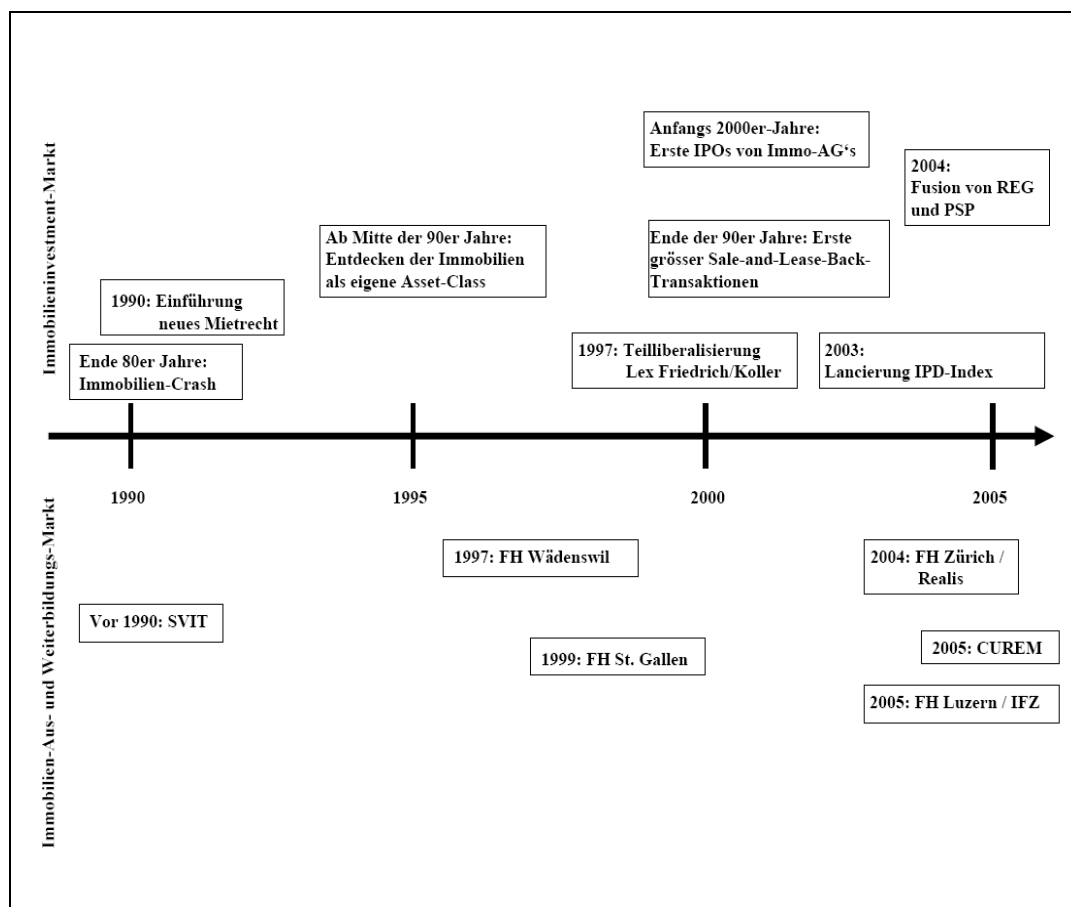 Immobilieninvestment-Markt
Anfangs 2000er-Jahre:
Erste IPOs von Immo-AG‘s
2004:
Fusion von REG
und PSP
Ab Mitte der 90er Jahre:
Entdecken der Immobilien
als eigene Asset-Class
Ende der 90er Jahre: Erste
grösser Sale-and-Lease-Back-
Transaktionen
1990: Einführung
neues Mietrecht
Ende 80er Jahre:
Immobilien-Crash
1997: Teilliberalisierung
Lex Friedrich/Koller
2003:
Lancierung IPD-Index
1990
1995
2000
2005
Immobilien-Aus- und Weiterbildungs-Markt
1997: FH Wädenswil
2004: FH Zürich /
Realis
Vor 1990: SVIT
1999: FH St. Gallen
2005: CUREM
2005: FH Luzern / IFZ